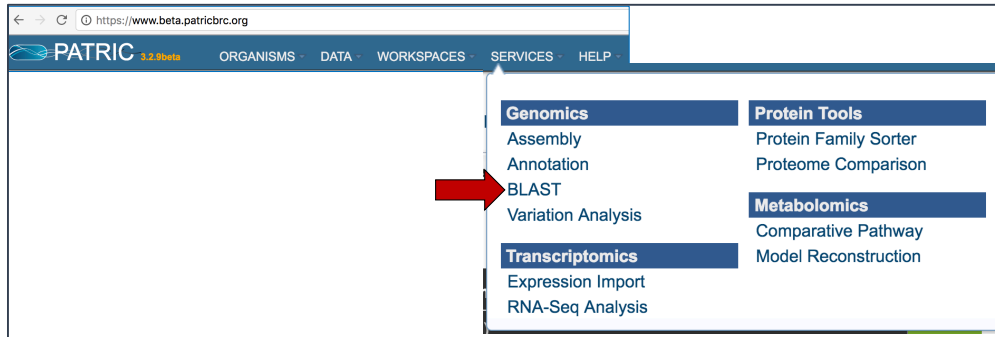 https://www.beta.patricbrc.org
PATRIC 3.2.9beta ORGANISMS DATA WORKSPACES SERVICES HELP
Genomics
Assembly
Annotation
BLAST
Variation Analysis
Transcriptomics
Expression Import
RNA-Seq Analysis
Protein Tools
Protein Family Sorter
Proteome Comparison
Metabolomics
Comparative Pathway
Model Reconstruction